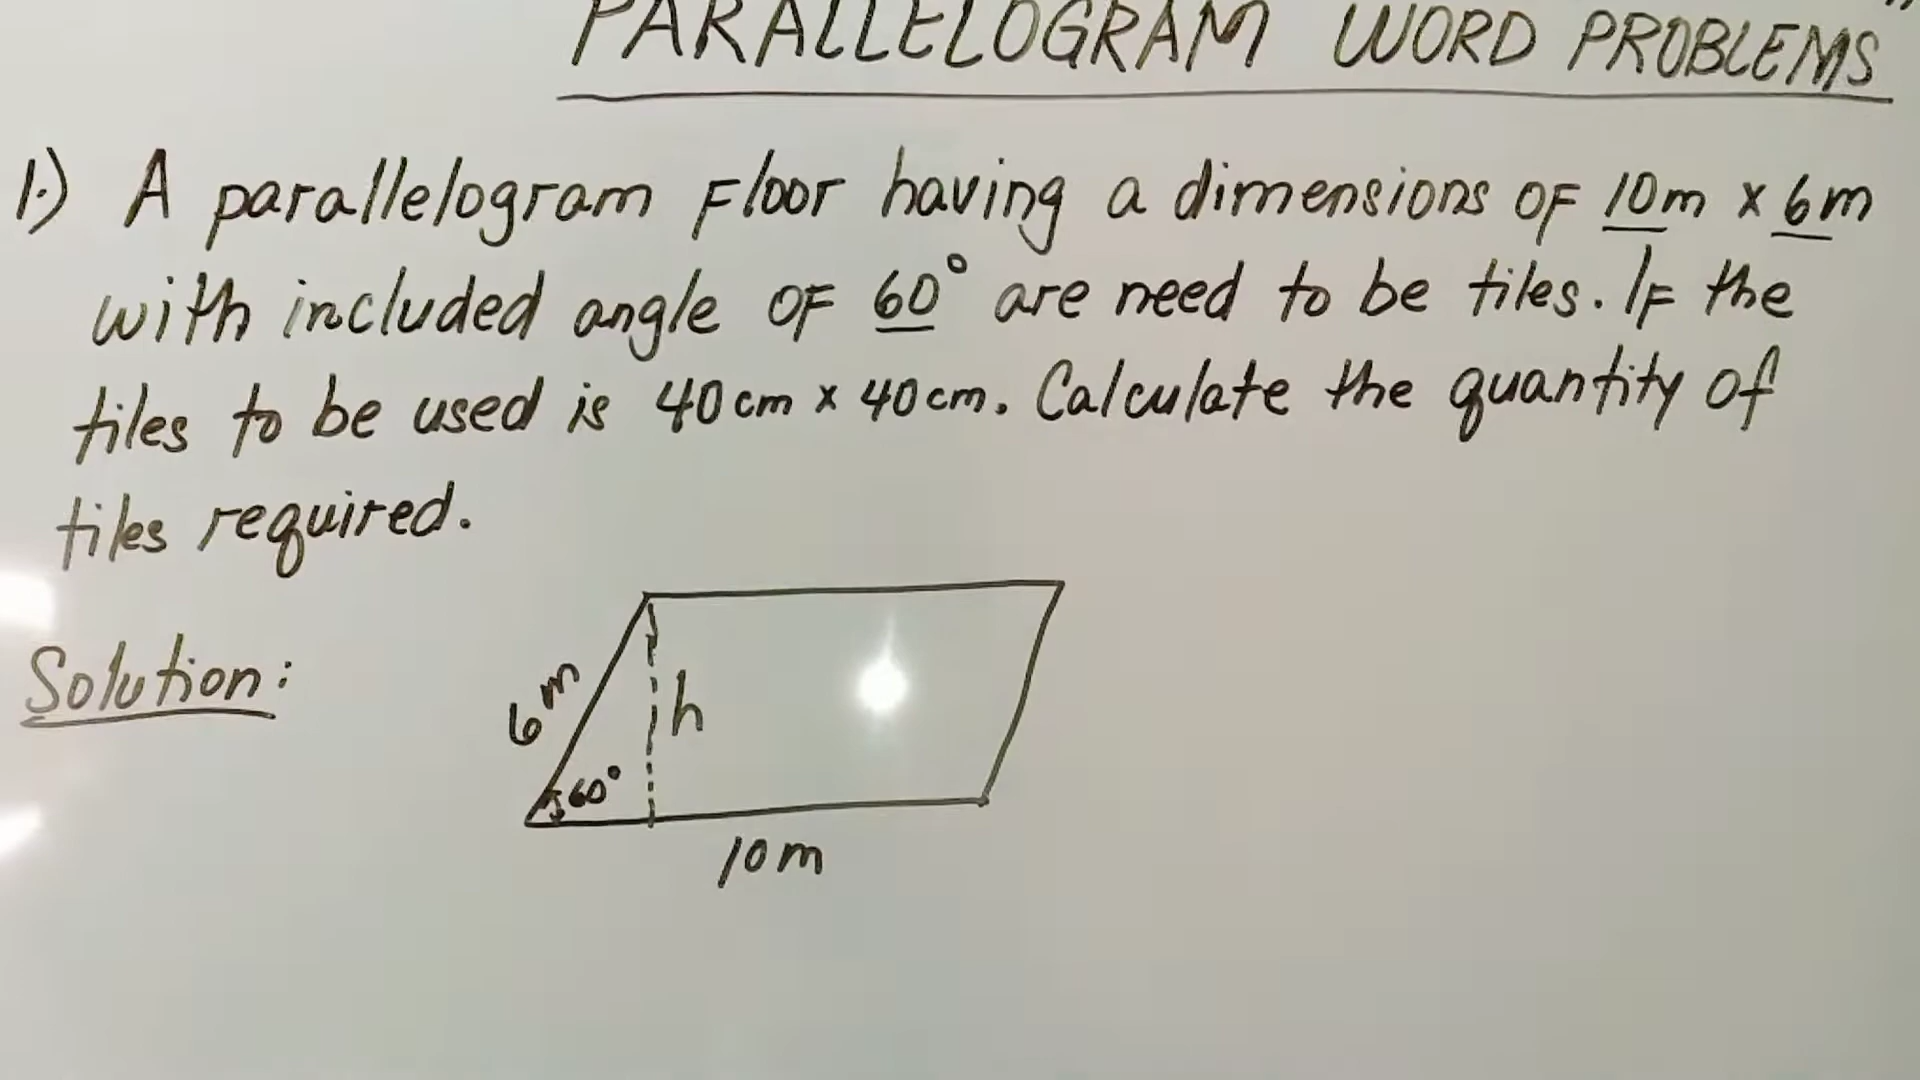 PARALLELOGRAM WORD PROBLEMS"
1.) A parallelogram Floor having a dimensions OF 10m x 6m
with included angle OF 60° are need to be tiles. IF the
tiles to be used is 40cm x 40cm. Calculate the quantity of
tiles required.
Solution:
6m
h
60°
10m